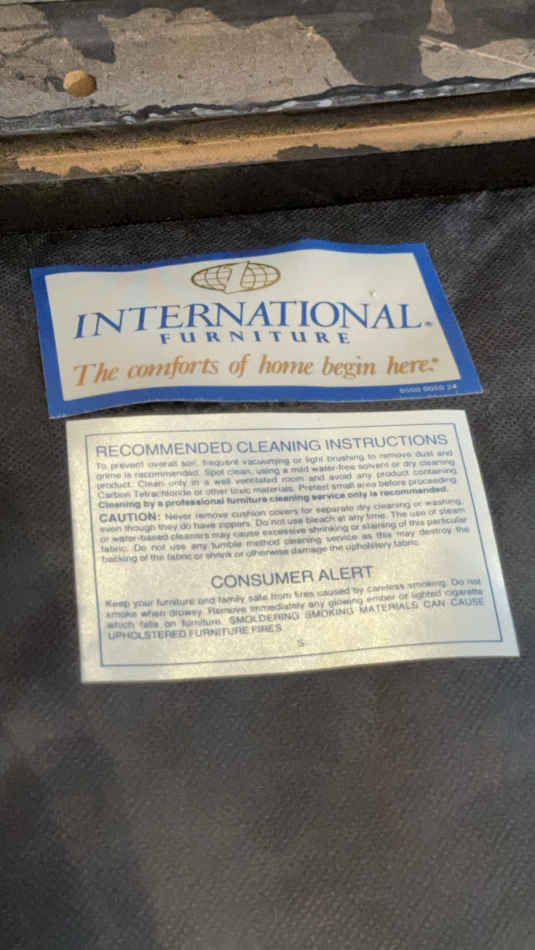 INTERNATIONAL®
FURNITURE
The comforts of home begin here.®
RECOMMENDED CLEANING INSTRUCTIONS
To prevent overall soil, frequent vacuuming or light brushing to remove dust and
grime is recommended. Spot clean, using a mild water-free solvent or dry cleaning
product. Clean only in a well ventilated room and avoid any product containing
Carbon Tetrachloride or other toxic materials. Pretest small area before proceeding.
Cleaning by a professional furniture cleaning service only is recommended.
CAUTION: Never remove cushion covers for separate dry cleaning or washing,
even though they do have zippers. Do not use bleach at any time. The use of steam
or water-based cleaners may cause excessive shrinking or staining of this particular
fabric. Do not use any tumble method cleaning service as this may destroy the
backing of the fabric or shrink or otherwise damage the upholstery fabric.
CONSUMER ALERT
Keep your furniture and family safe from fires caused by careless smoking. Do not
smoke when drowsy. Remove immediately any glowing ember or lighted cigarette
which falls on furniture. SMOLDERING SMOKING MATERIALS CAN CAUSE
UPHOLSTERED FURNITURE FIRES.
S